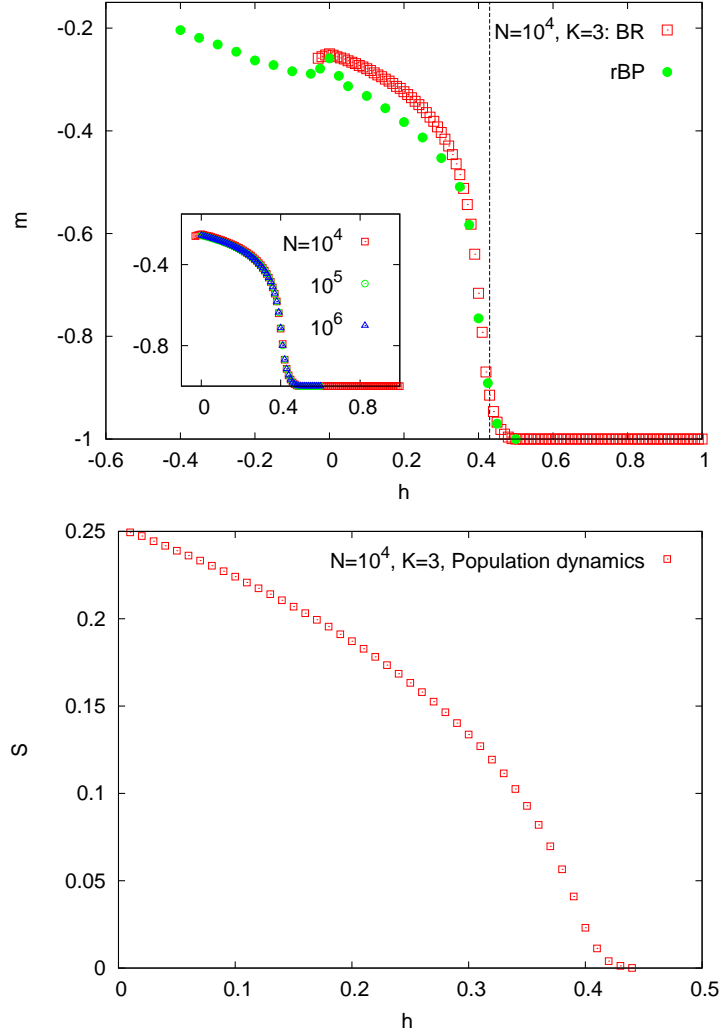 -0.2
N=10^4, K=3: BR
rBP
-0.4
m
-0.6
-0.8
-1
N=10^4
10^5
10^6
-0.4
-0.8
0 0.4 0.8
-0.6 -0.4 -0.2 0 0.2 0.4 0.6 0.8 1
h
0.25
N=10^4, K=3, Population dynamics
0.2
0.15
S
0.1
0.05
0
0 0.1 0.2 0.3 0.4 0.5
h